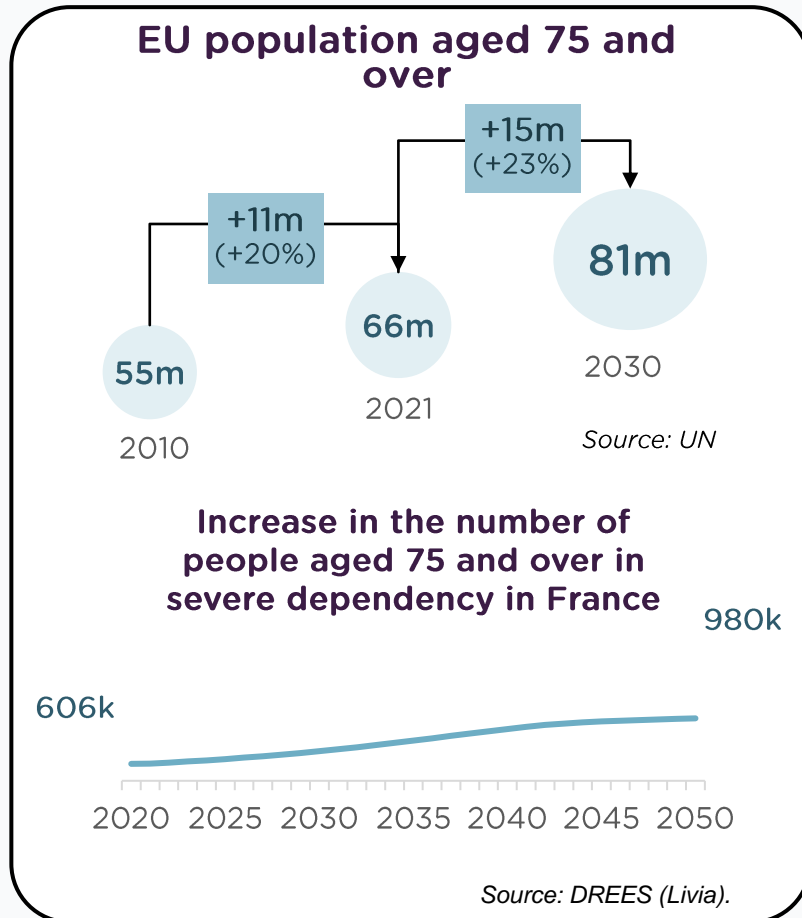 EU population aged 75 and
over
+15m
(+23%)
+11m
(+20%)
81m
66m
55m
2030
2021
2010
Source: UN
Increase in the number of
people aged 75 and over in
severe dependency in France
980k
606k
2020 2025 2030 2035 2040 2045 2050
Source: DREES (Livia).